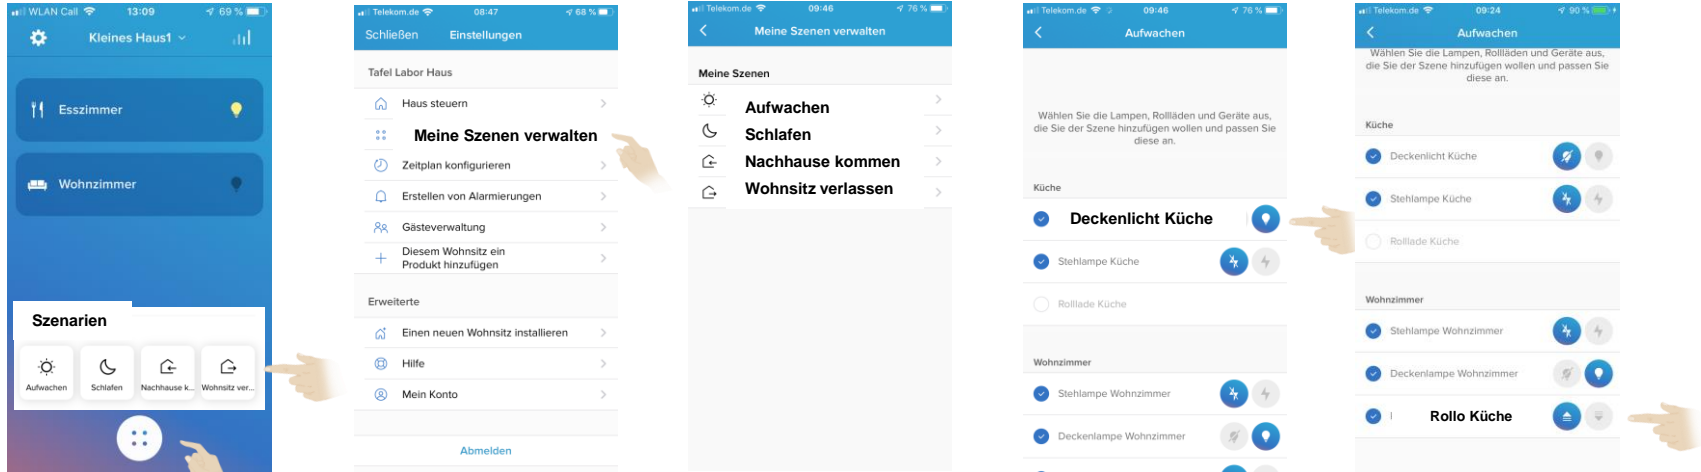 WLAN Call 13:09 69 %
Kleines Haus1
Esszimmer
Wohnzimmer
Szenarien
Aufwachen Schlafen Nachhause k... Wohnsitz ver...
Telekom.de 08:47 68 %
Schließen Einstellungen
Tafel Labor Haus
Haus steuern
Meine Szenen verwalten
Zeitplan konfigurieren
Erstellen von Alarmierungen
Gästeverwaltung
Diesem Wohnsitz ein
Produkt hinzufügen
Erweiterte
Einen neuen Wohnsitz installieren
Hilfe
Mein Konto
Abmelden
Telekom.de 09:46 76 %
Meine Szenen verwalten
Meine Szenen
Aufwachen
Schlafen
Nachhause kommen
Wohnsitz verlassen
Telekom.de 09:46 76 %
Aufwachen
Wählen Sie die Lampen, Rollläden und Geräte aus,
die Sie der Szene hinzufügen wollen und passen Sie
diese an.
Küche
Deckenlicht Küche
Stehlampe Küche
Rolllade Küche
Wohnzimmer
Stehlampe Wohnzimmer
Deckenlampe Wohnzimmer
Telekom.de 09:24 90 %
Aufwachen
Wählen Sie die Lampen, Rollläden und Geräte aus,
die Sie der Szene hinzufügen wollen und passen Sie
diese an.
Küche
Deckenlicht Küche
Stehlampe Küche
Rolllade Küche
Wohnzimmer
Stehlampe Wohnzimmer
Deckenlampe Wohnzimmer
Rollo Küche